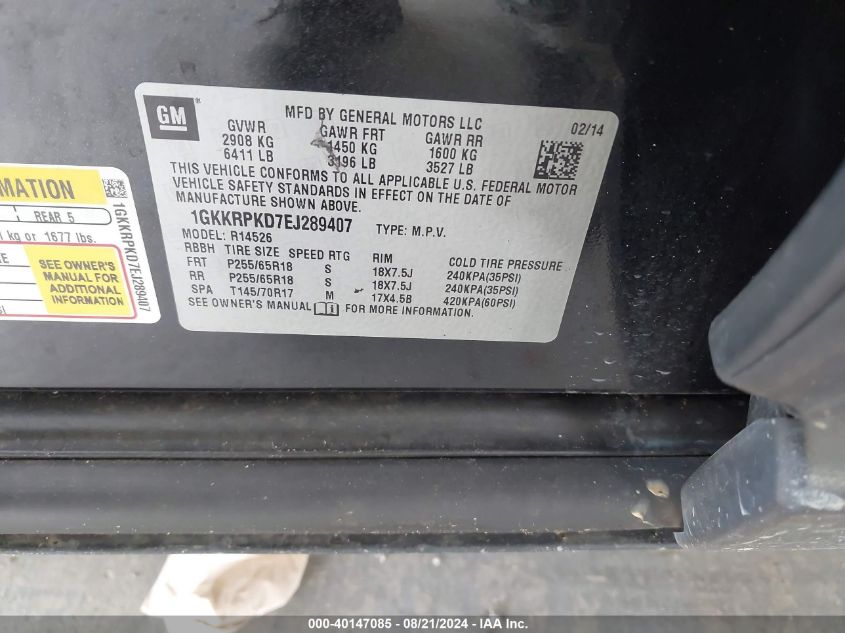 GM
®
MFD BY GENERAL MOTORS LLC
02/14
GVWR GAWR FRT GAWR RR
2908 KG 1450 KG 1600 KG
6411 LB 3196 LB 3527 LB
THIS VEHICLE CONFORMS TO ALL APPLICABLE U.S. FEDERAL MOTOR
VEHICLE SAFETY STANDARDS IN EFFECT ON THE DATE OF
MANUFACTURE SHOWN ABOVE.
1GKKRPKD7EJ289407 TYPE: M.P.V.
MODEL: R14526
RBBH TIRE SIZE SPEED RTG RIM COLD TIRE PRESSURE
FRT P255/65R18 S 18X7.5J 240KPA(35PSI)
RR P255/65R18 S 18X7.5J 240KPA(35PSI)
SPA T145/70R17 M 17X4.5B 420KPA(60PSI)
SEE OWNER'S MANUAL FOR MORE INFORMATION.
REAR 5
kg or 1677 lbs.
SEE OWNER'S
MANUAL FOR
ADDITIONAL
INFORMATION
1GKKRPKD7EJ289407
000-40147085 - 08/21/2024 - IAA Inc.